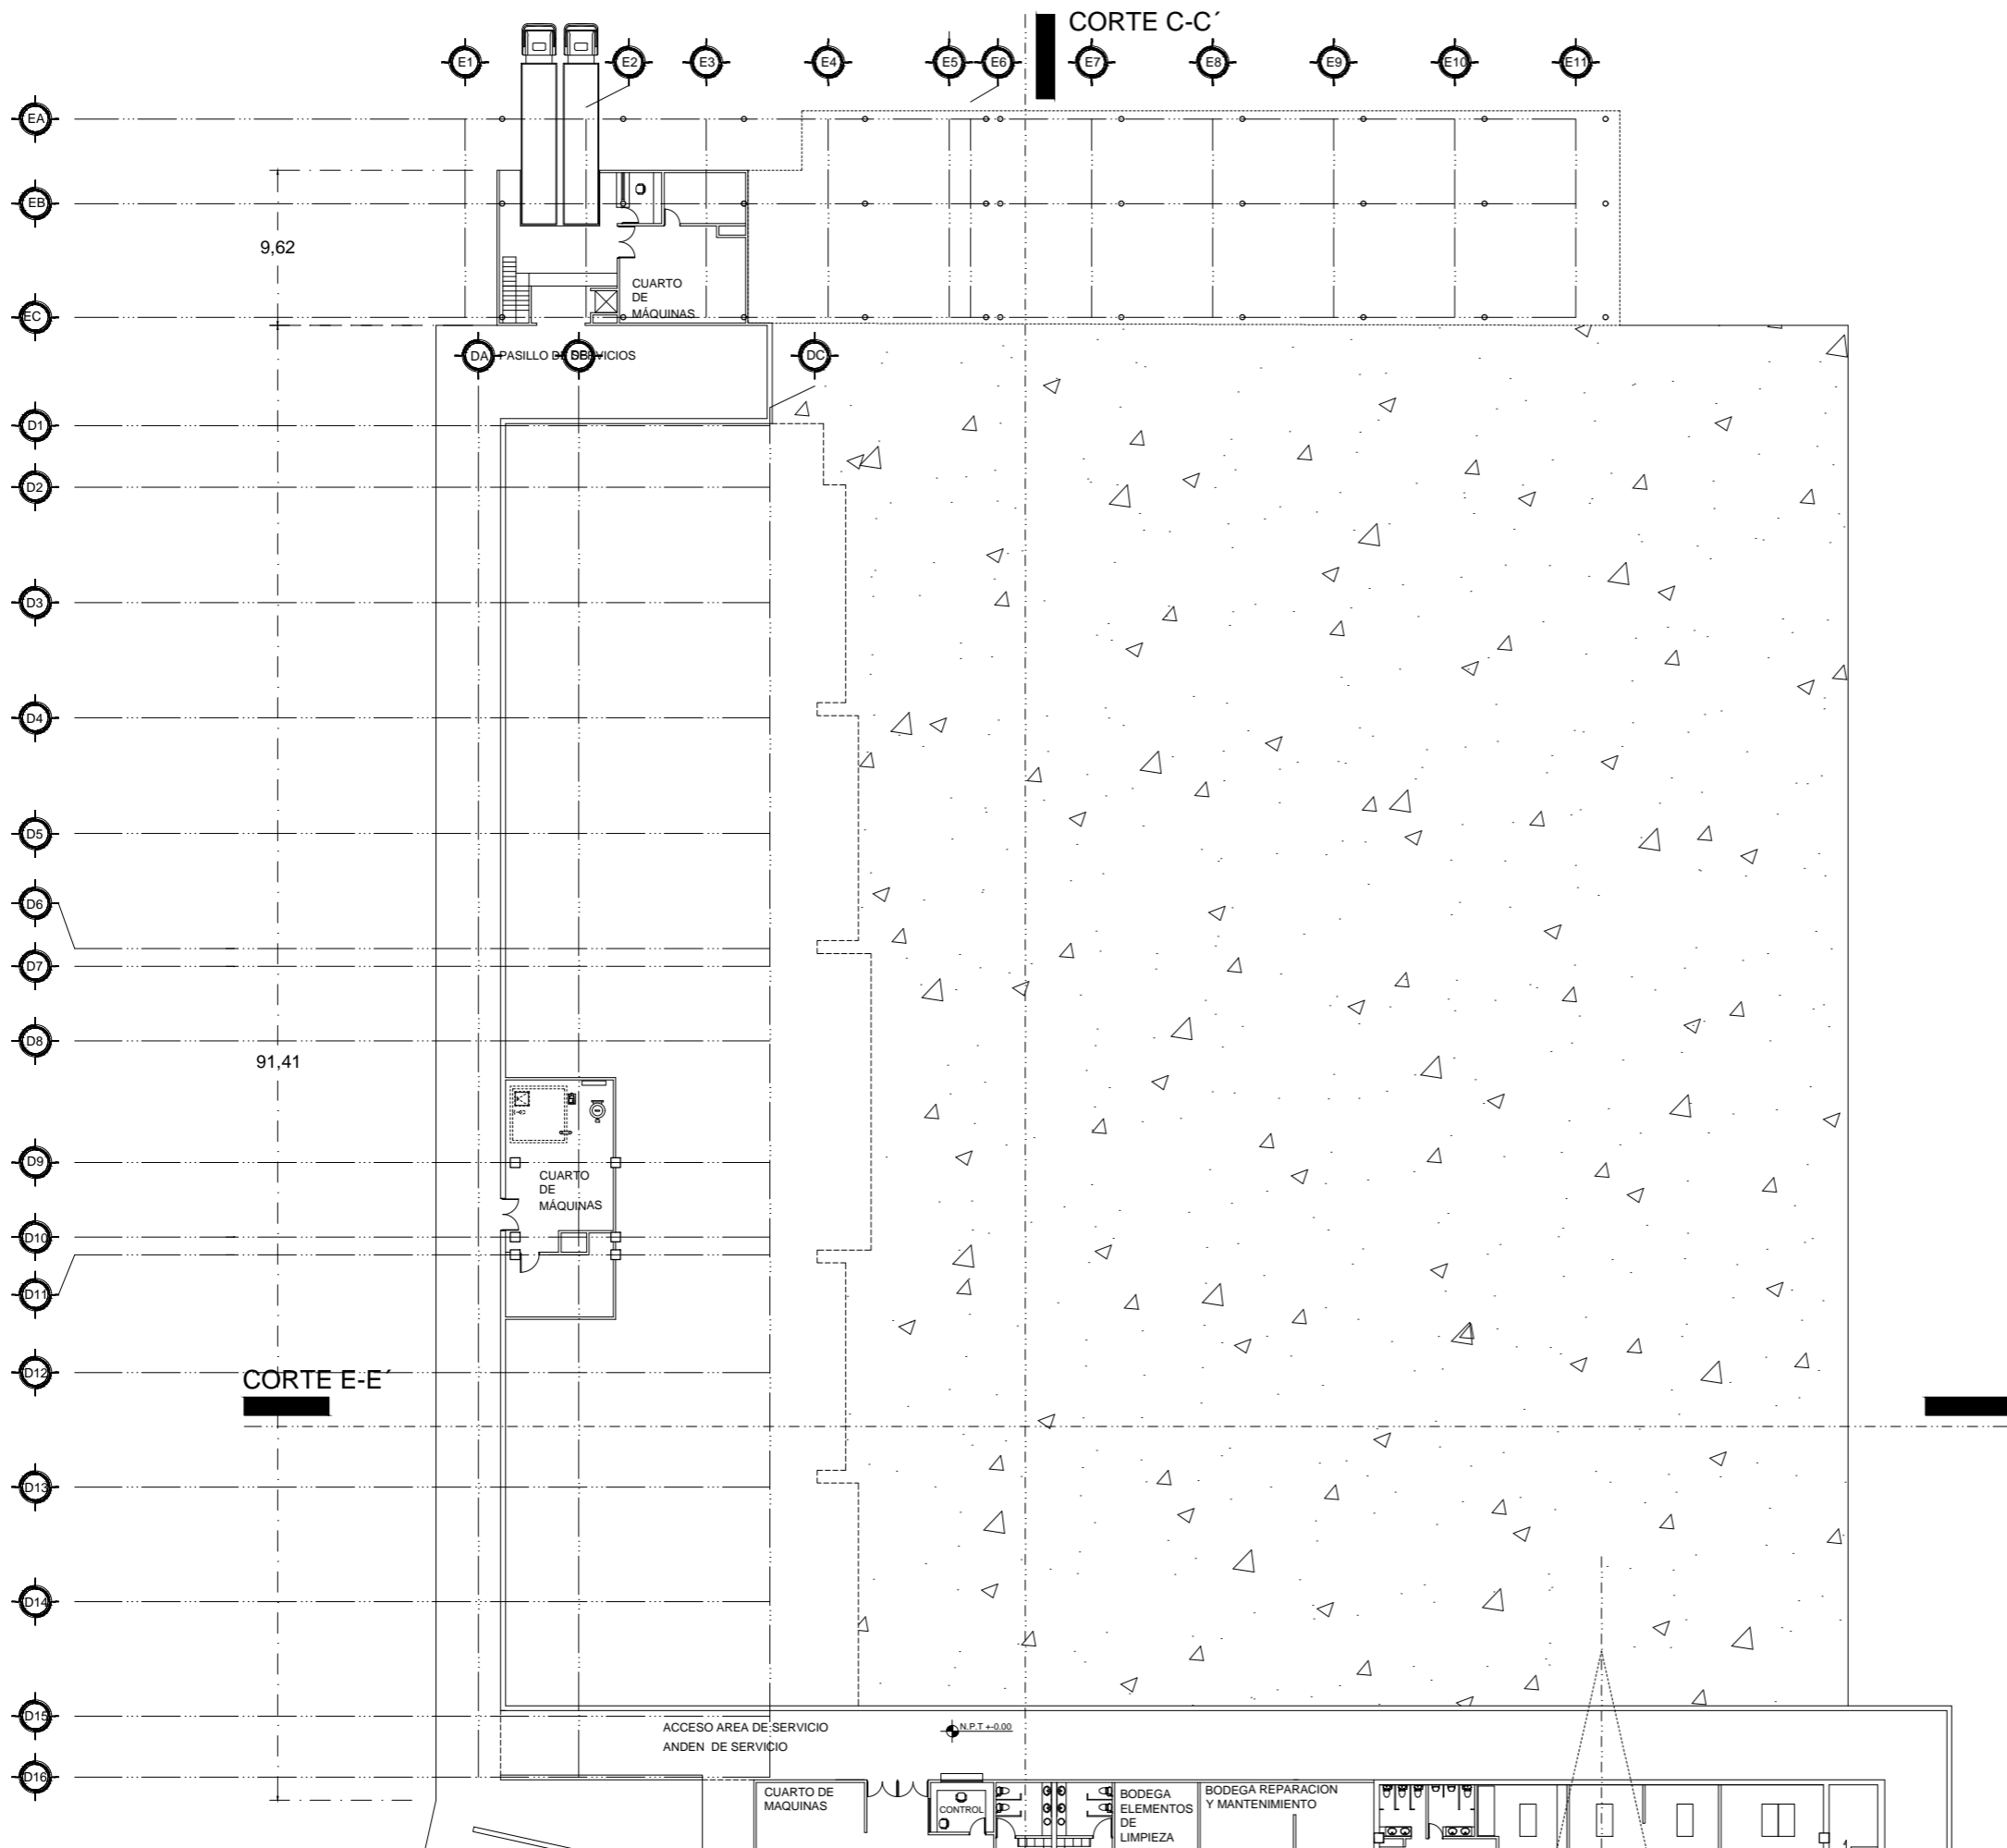 CORTE C-C´
E1
E2
E3
E4
E5
E6
E7
E8
E9
E10
E11
EA
EB
9,62
CUARTO
DE
MÁQUINAS
EC
DA
PASILLO DE SERVICIOS
DB
DC
D1
D2
D3
D4
D5
D6
D7
D8
91,41
D9
CUARTO
DE
MÁQUINAS
D10
D11
D12
CORTE E-E´
D13
D14
D15
ACCESO AREA DE SERVICIO
ANDEN DE SERVICIO
N.P.T +-0.00
D16
CUARTO DE
MAQUINAS
CONTROL
BODEGA
ELEMENTOS
DE
LIMPIEZA
BODEGA REPARACION
Y MANTENIMIENTO